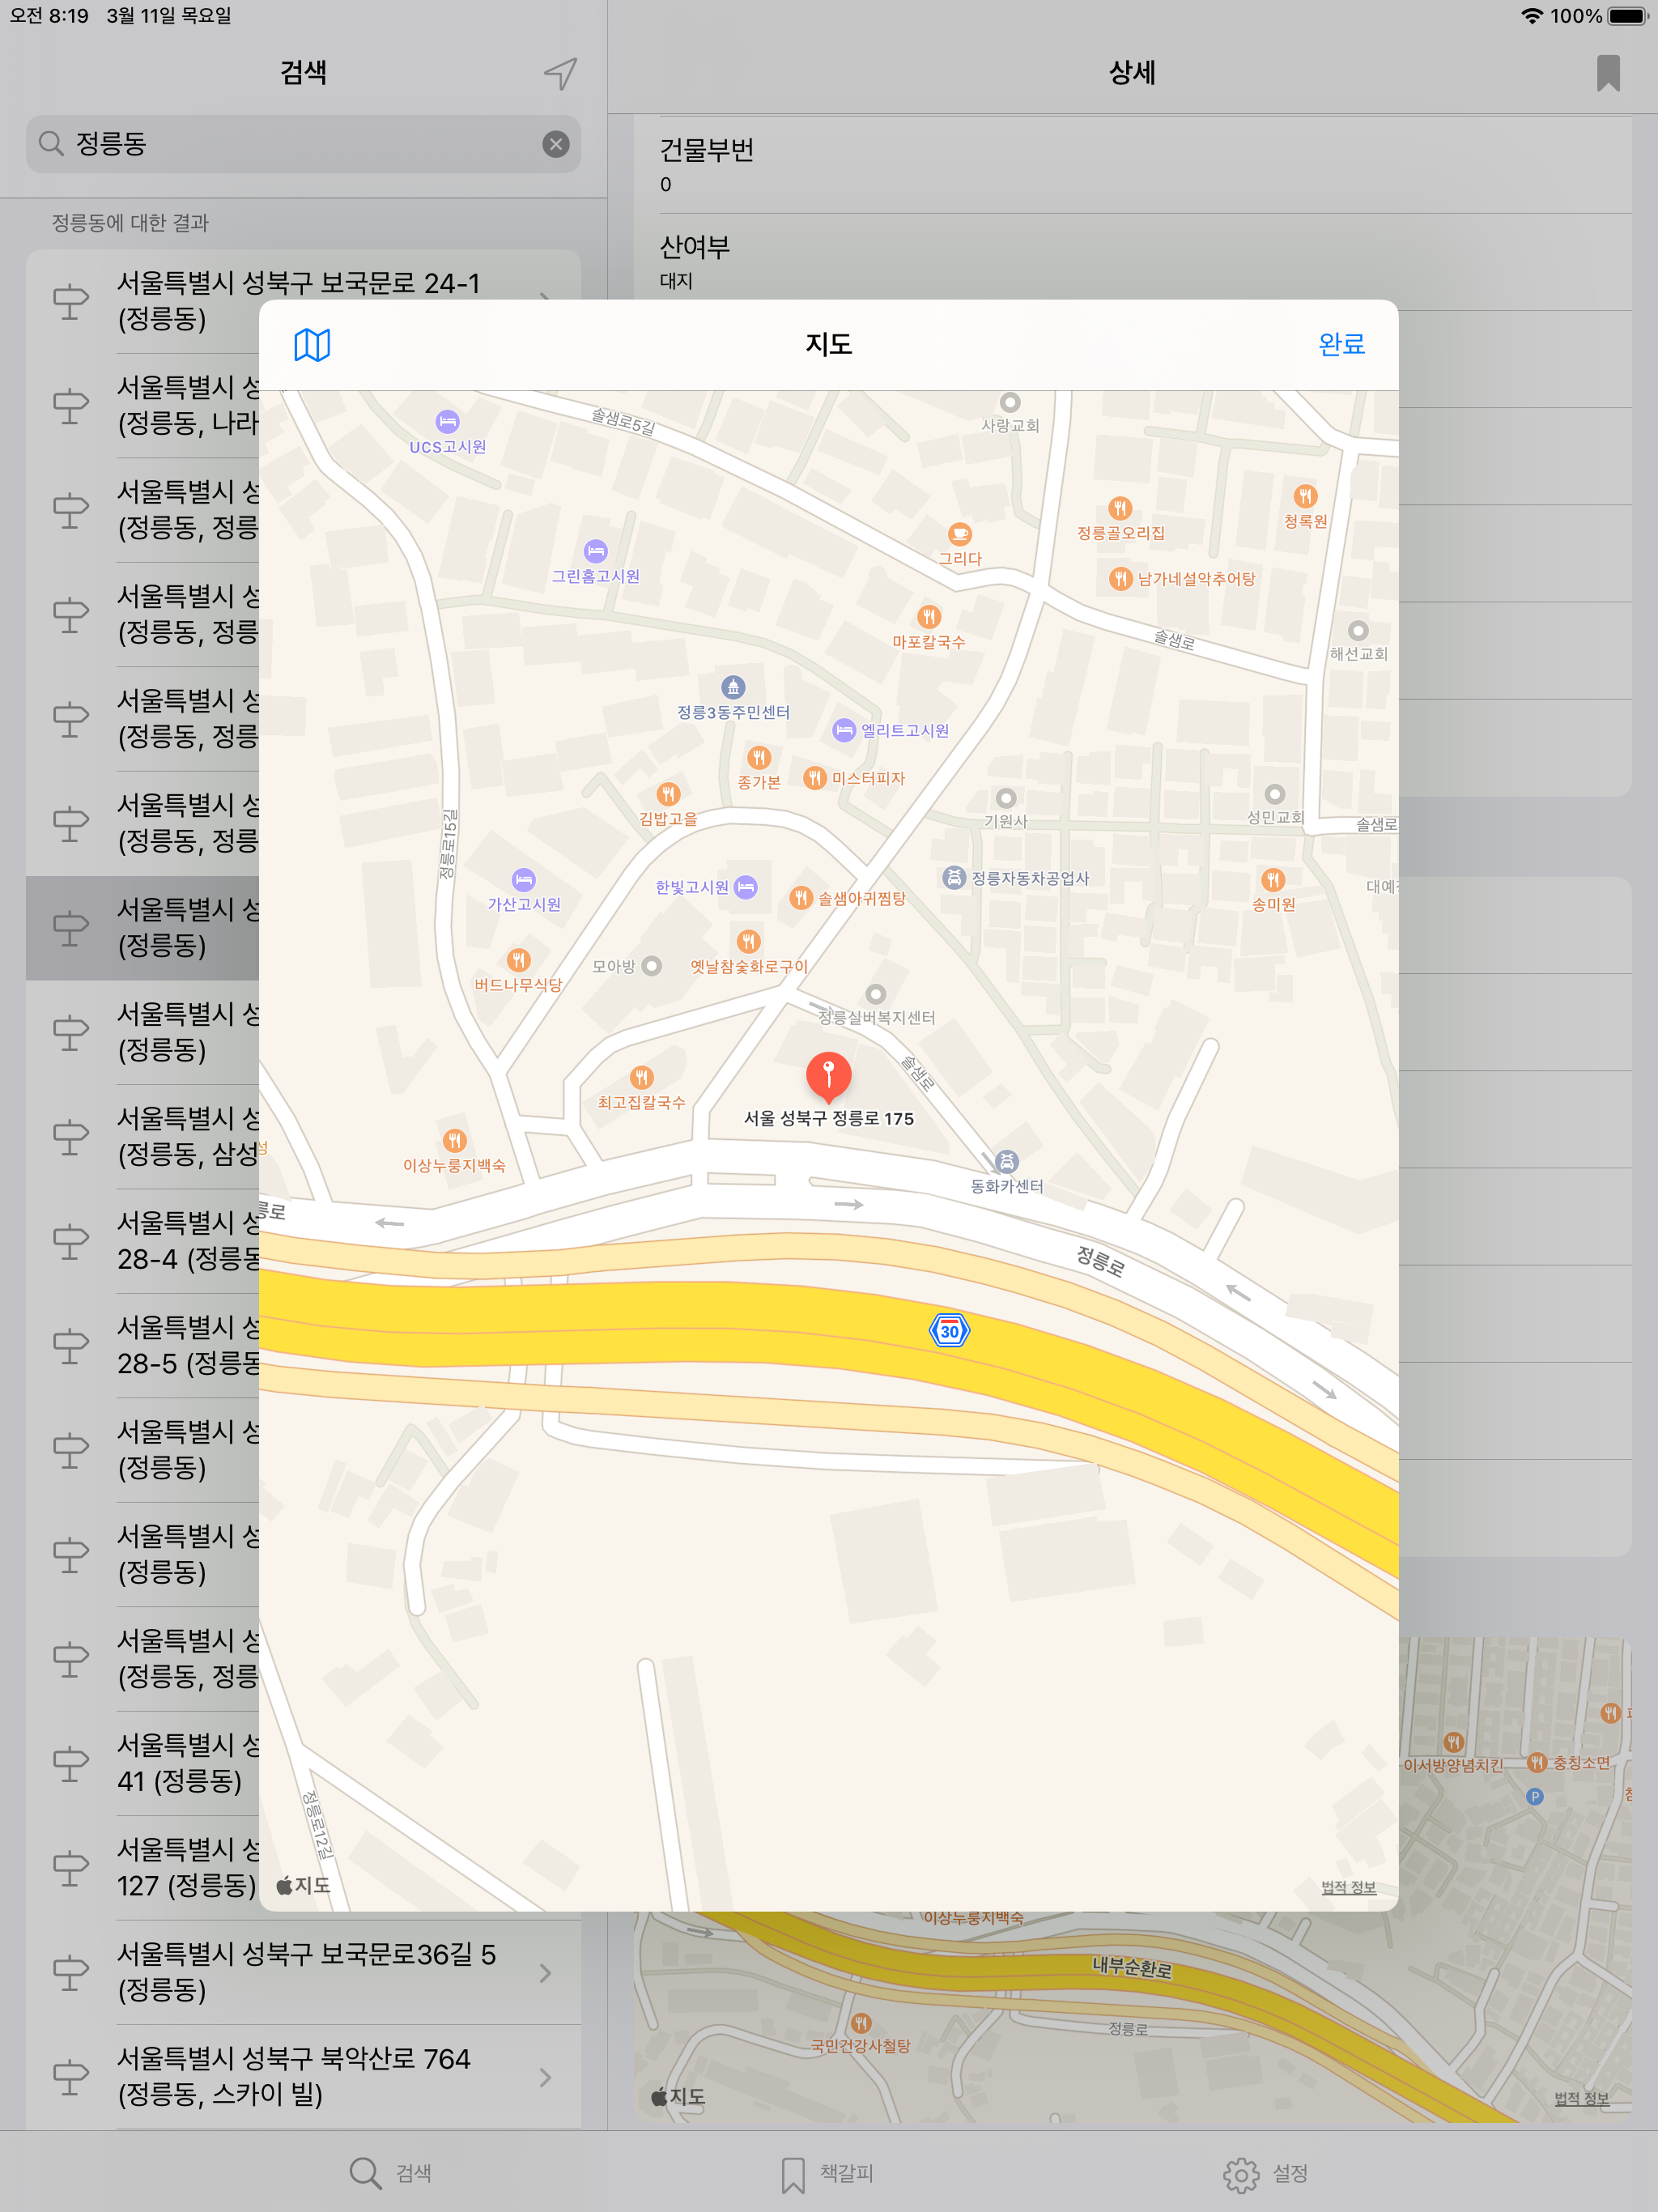 오전 8:19 3월 11일 목요일
100%
검색
상세
정릉동
정릉동에 대한 결과
서울특별시 성북구 보국문로 24-1
(정릉동)
서울특별시 성
(정릉동, 나라
서울특별시 성
(정릉동, 정릉
서울특별시 성
(정릉동, 정릉
서울특별시 성
(정릉동, 정릉
서울특별시 성
(정릉동, 정릉
서울특별시 성
(정릉동)
서울특별시 성
(정릉동)
서울특별시 성
(정릉동, 삼성
서울특별시 성
28-4 (정릉동
서울특별시 성
28-5 (정릉동
서울특별시 성
(정릉동)
서울특별시 성
(정릉동)
서울특별시 성
(정릉동, 정릉
서울특별시 성
41 (정릉동)
서울특별시 성
127 (정릉동)
서울특별시 성북구 보국문로36길 5
(정릉동)
서울특별시 성북구 북악산로 764
(정릉동, 스카이 빌)
건물부번
0
산여부
대지
지도
완료
솔샘로5길
사랑교회
UCS고시원
청록원
정릉골오리집
그리다
그린홈고시원
남가네설악추어탕
마포칼국수
솔샘로
해선교회
정릉3동주민센터
엘리트고시원
종가본
미스터피자
김밥고을
기원사
성민교회
솔샘로
정릉로15길
한빛고시원
정릉자동차공업사
대예
가산고시원
솔샘아귀찜탕
송미원
모아방
옛날참숯화로구이
버드나무식당
정릉실버복지센터
솔샘로
최고집칼국수
서울 성북구 정릉로 175
성
이상누룽지백숙
동화카센터
릉로
정릉로
30
정릉로12길
지도
법적 정보
이서방양념치킨
충칭소면
P
이상누룽지백숙
내부순환로
국민건강사철탕
정릉로
지도
법적 정보
검색
책갈피
설정